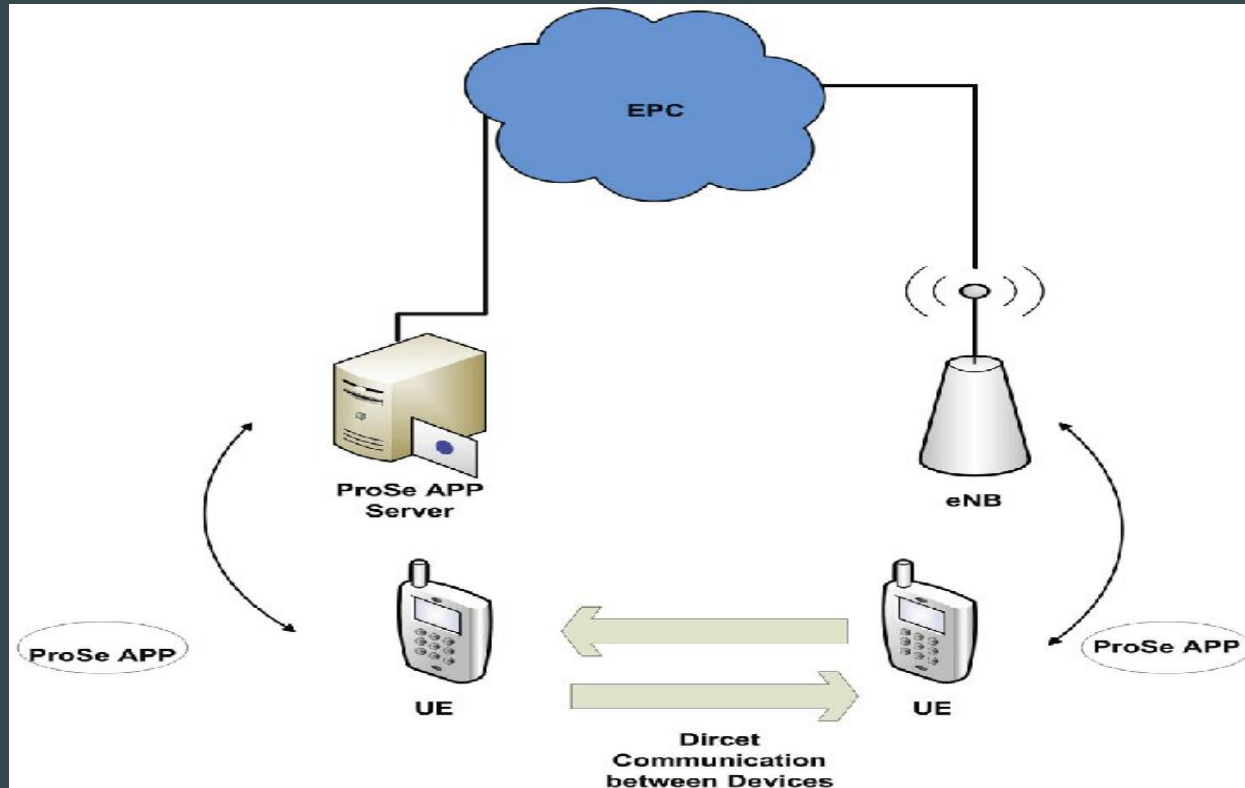 EPC
ProSe APP
Server
eNB
ProSe APP
ProSe APP
UE
UE
Dircet
Communication
between Devices